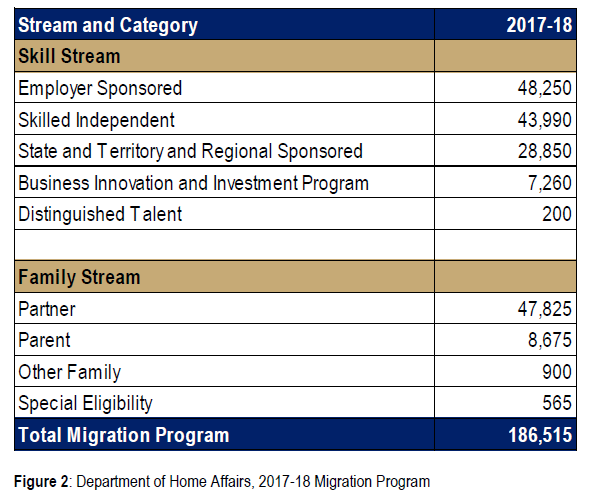 Stream and Category 2017-18
Skill Stream
Employer Sponsored 48,250
Skilled Independent 43,990
State and Territory and Regional Sponsored 28,850
Business Innovation and Investment Program 7,260
Distinguished Talent 200
Family Stream
Partner 47,825
Parent 8,675
Other Family 900
Special Eligibility 565
Total Migration Program 186,515
Figure 2: Department of Home Affairs, 2017-18 Migration Program